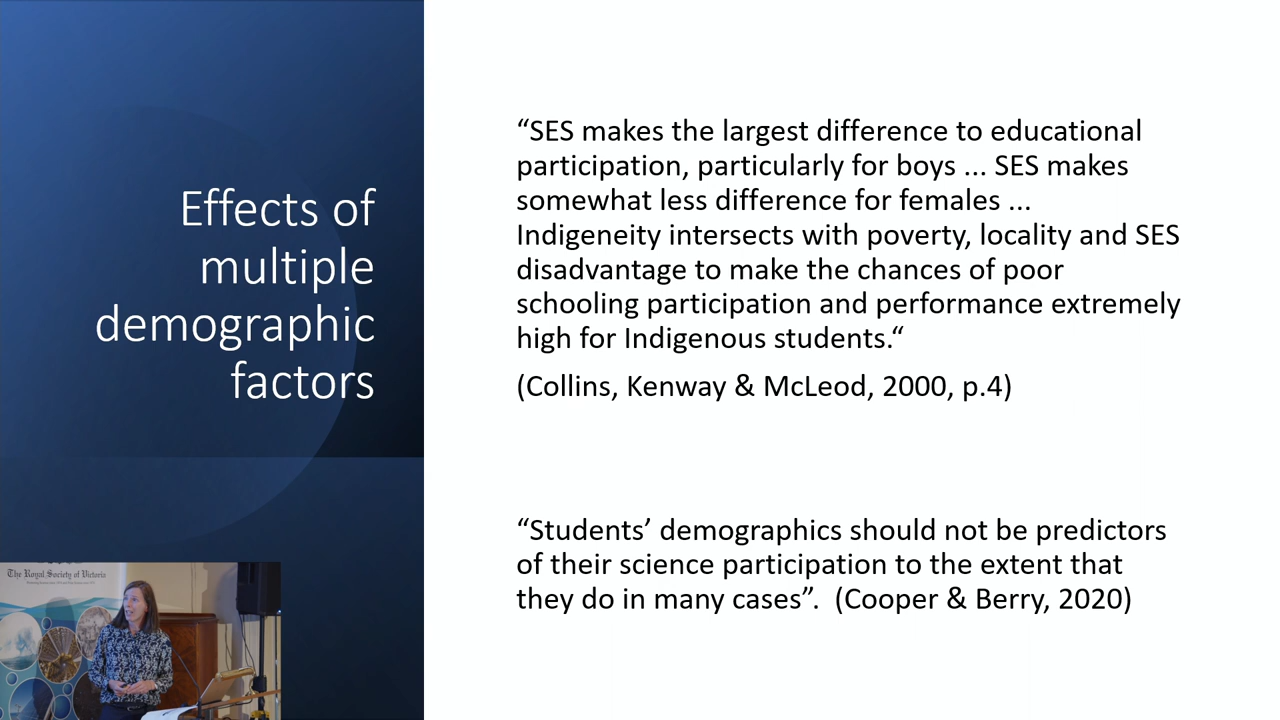 Effects of
multiple
demographic
factors
“SES makes the largest difference to educational
participation, particularly for boys ... SES makes
somewhat less difference for females ...
Indigeneity intersects with poverty, locality and SES
disadvantage to make the chances of poor
schooling participation and performance extremely
high for Indigenous students.“
(Collins, Kenway & McLeod, 2000, p.4)
“Students’ demographics should not be predictors
of their science participation to the extent that
they do in many cases”.  (Cooper & Berry, 2020)
The Royal Society of Victoria